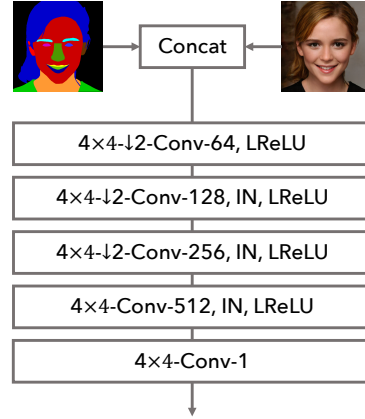 Concat
4×4-↓2-Conv-64, LReLU
4×4-↓2-Conv-128, IN, LReLU
4×4-↓2-Conv-256, IN, LReLU
4×4-Conv-512, IN, LReLU
4×4-Conv-1